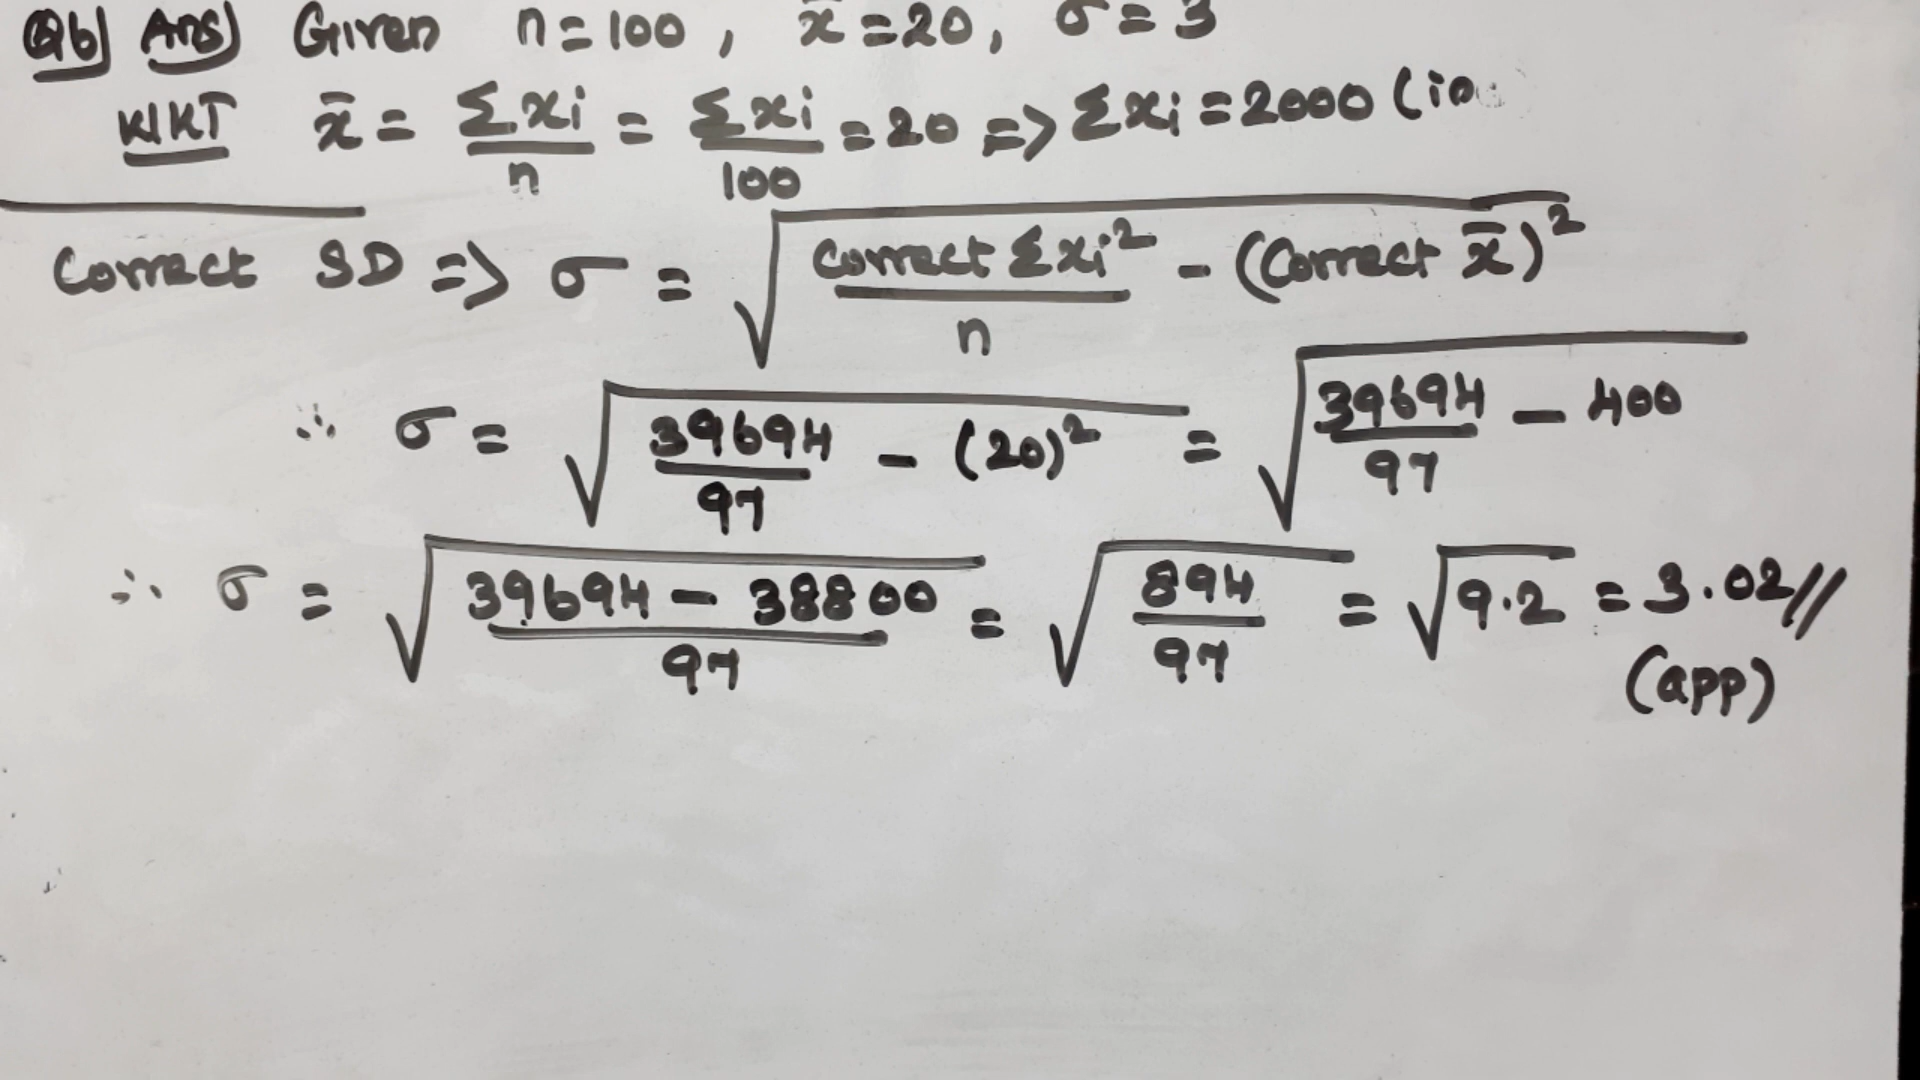 Q6) Ans) Given n=100, x̄=20, σ=3
WKT x̄ = Σxi/n = Σxi/100 = 20 => Σxi = 2000 (in
Correct SD => σ = √(correct Σxi²/n - (Correct x̄)²)
∴ σ = √(39694/97 - (20)²) = √(39694/97 - 400)
∴ σ = √((39694 - 38800)/97) = √(894/97) = √9.2 = 3.02//
(app)